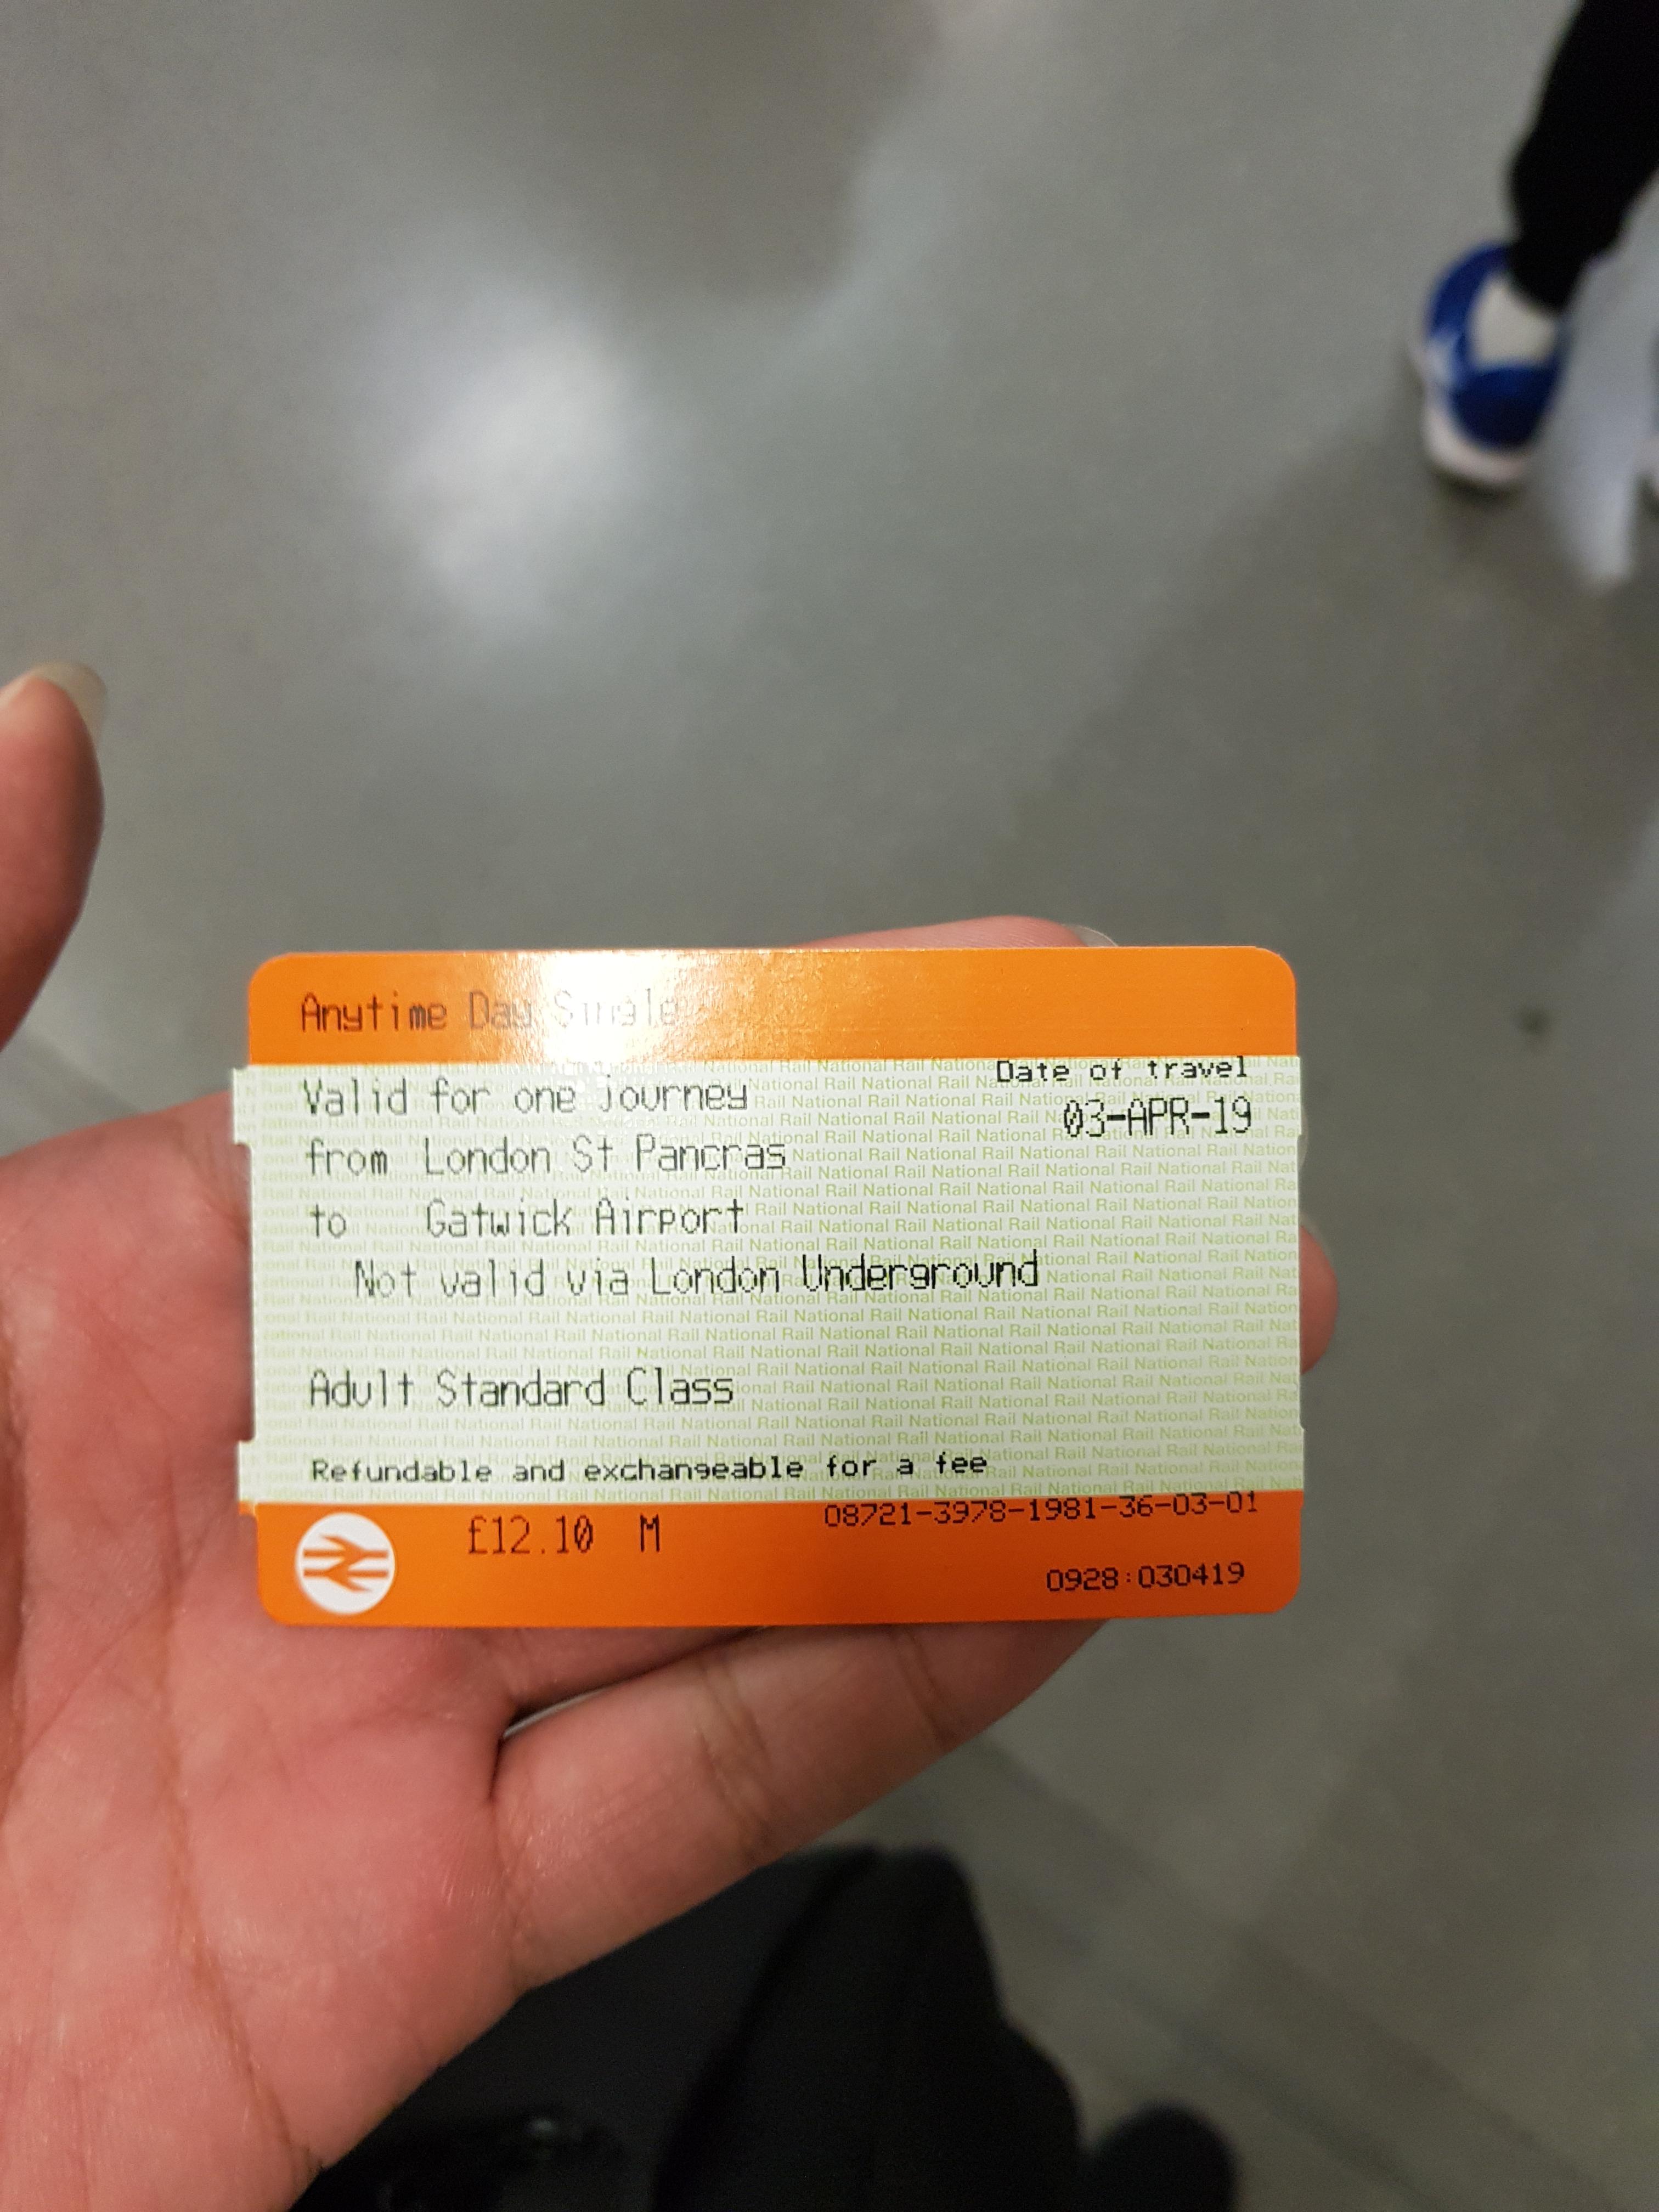 Anytime Day Single
Date of travel
Valid for one journey
03-APR-19
from London St Pancras
to Gatwick Airport
Not valid via London Underground
Adult Standard Class
Refundable and exchangeable for a fee
08721-3978-1981-36-03-01
£12.10 M
0928:030419
National Rail